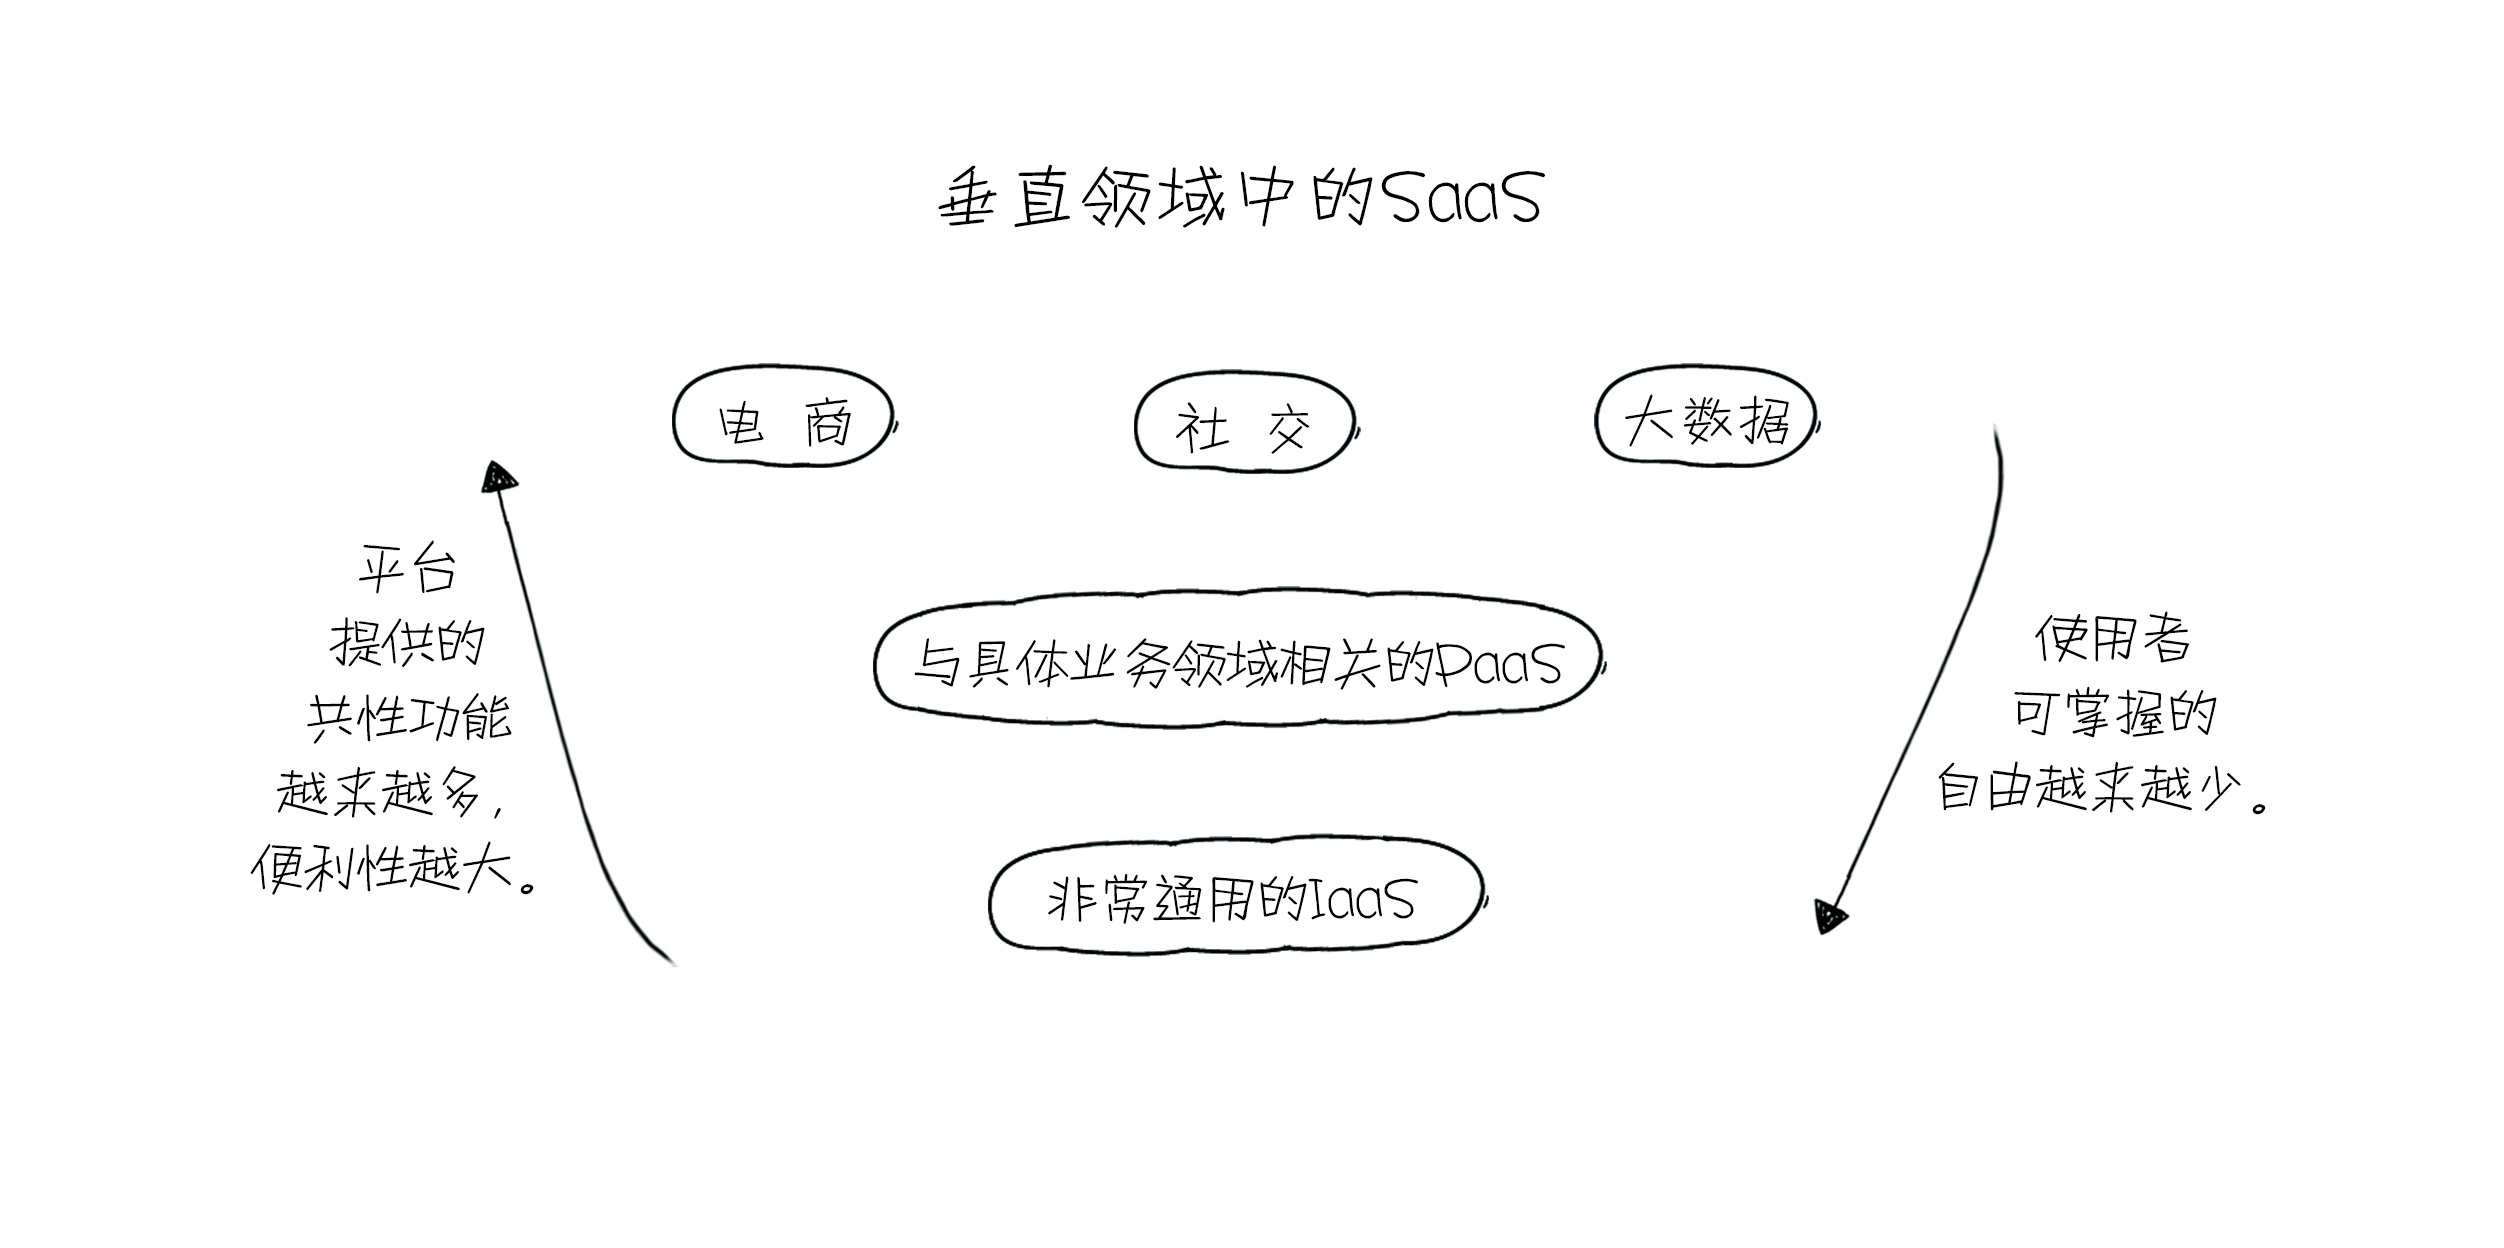 垂直领域中的SaaS
电 商
社 交
大数据
平台
提供的
共性功能
越来越多，
便利性越大。
与具体业务领域相关的PaaS
使用者
可掌握的
自由越来越少。
非常通用的IaaS